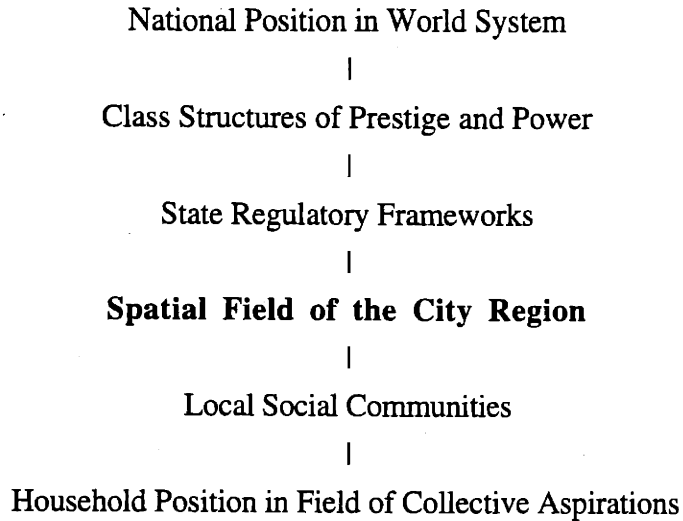 National Position in World System
|
Class Structures of Prestige and Power
|
State Regulatory Frameworks
|
Spatial Field of the City Region
|
Local Social Communities
|
Household Position in Field of Collective Aspirations